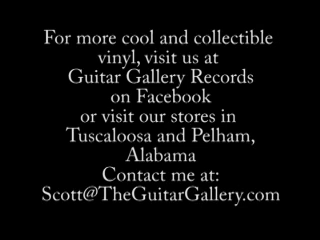 For more cool and collectible
vinyl, visit us at
Guitar Gallery Records
on Facebook
or visit our stores in
Tuscaloosa and Pelham,
Alabama
Contact me at:
Scott@TheGuitarGallery.com